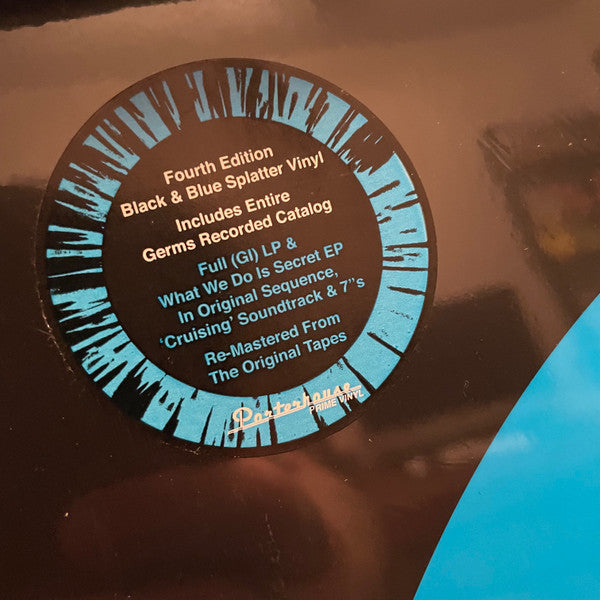 Fourth Edition
Black & Blue Splatter Vinyl
Includes Entire
Germs Recorded Catalog
Full (GI) LP &
What We Do Is Secret EP
In Original Sequence,
'Cruising' Soundtrack & 7"s
Re-Mastered From
The Original Tapes
Porterhouse
PRIME VINYL